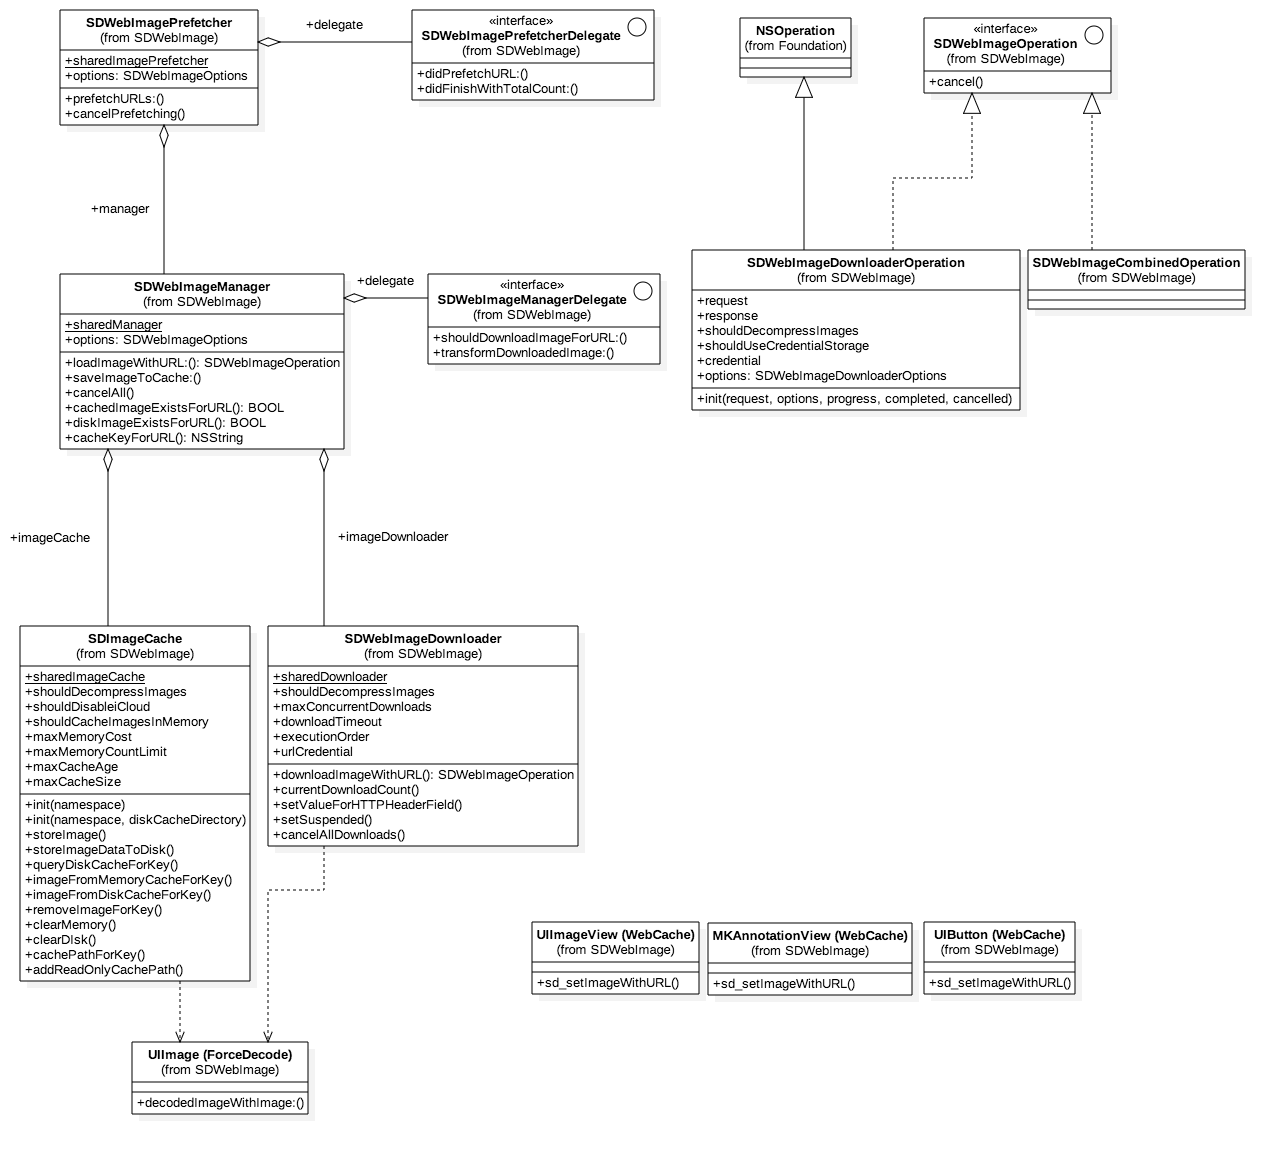 SDWebImagePrefetcher
(from SDWebImage)
+sharedImagePrefetcher
+options: SDWebImageOptions
+prefetchURLs:()
+cancelPrefetching()
+delegate
«interface»
SDWebImagePrefetcherDelegate
(from SDWebImage)
+didPrefetchURL:()
+didFinishWithTotalCount:()
NSOperation
(from Foundation)
«interface»
SDWebImageOperation
(from SDWebImage)
+cancel()
+manager
SDWebImageManager
(from SDWebImage)
+sharedManager
+options: SDWebImageOptions
+loadImageWithURL:(): SDWebImageOperation
+saveImageToCache:()
+cancelAll()
+cachedImageExistsForURL(): BOOL
+diskImageExistsForURL(): BOOL
+cacheKeyForURL(): NSString
+delegate
«interface»
SDWebImageManagerDelegate
(from SDWebImage)
+shouldDownloadImageForURL:()
+transformDownloadedImage:()
SDWebImageDownloaderOperation
(from SDWebImage)
+request
+response
+shouldDecompressImages
+shouldUseCredentialStorage
+credential
+options: SDWebImageDownloaderOptions
+init(request, options, progress, completed, cancelled)
SDWebImageCombinedOperation
(from SDWebImage)
+imageCache
+imageDownloader
SDImageCache
(from SDWebImage)
+sharedImageCache
+shouldDecompressImages
+shouldDisableiCloud
+shouldCacheImagesInMemory
+maxMemoryCost
+maxMemoryCountLimit
+maxCacheAge
+maxCacheSize
+init(namespace)
+init(namespace, diskCacheDirectory)
+storeImage()
+storeImageDataToDisk()
+queryDiskCacheForKey()
+imageFromMemoryCacheForKey()
+imageFromDiskCacheForKey()
+removeImageForKey()
+clearMemory()
+clearDIsk()
+cachePathForKey()
+addReadOnlyCachePath()
SDWebImageDownloader
(from SDWebImage)
+sharedDownloader
+shouldDecompressImages
+maxConcurrentDownloads
+downloadTimeout
+executionOrder
+urlCredential
+downloadImageWithURL(): SDWebImageOperation
+currentDownloadCount()
+setValueForHTTPHeaderField()
+setSuspended()
+cancelAllDownloads()
UIImageView (WebCache)
(from SDWebImage)
+sd_setImageWithURL()
MKAnnotationView (WebCache)
(from SDWebImage)
+sd_setImageWithURL()
UIButton (WebCache)
(from SDWebImage)
+sd_setImageWithURL()
UIImage (ForceDecode)
(from SDWebImage)
+decodedImageWithImage:()